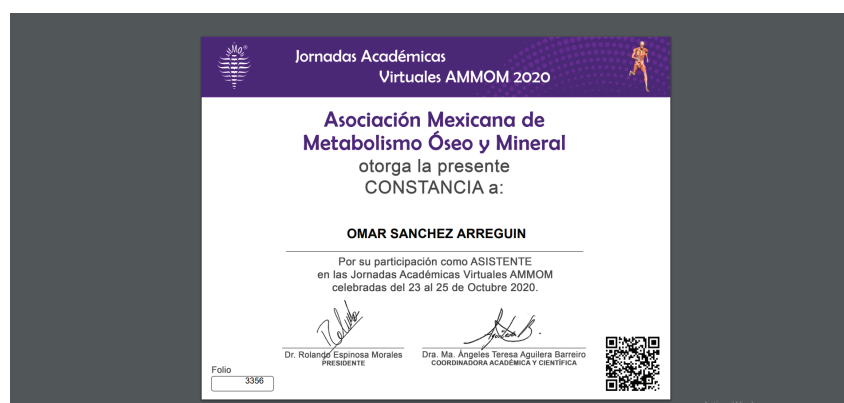 AMMOM®
Jornadas Académicas
Virtuales AMMOM 2020
Asociación Mexicana de
Metabolismo Óseo y Mineral
otorga la presente
CONSTANCIA a:
OMAR SANCHEZ ARREGUIN
Por su participación como ASISTENTE
en las Jornadas Académicas Virtuales AMMOM
celebradas del 23 al 25 de Octubre 2020.
Dr. Rolando Espinosa Morales
PRESIDENTE
Dra. Ma. Ángeles Teresa Aguilera Barreiro
COORDINADORA ACADÉMICA Y CIENTÍFICA
Folio
3356